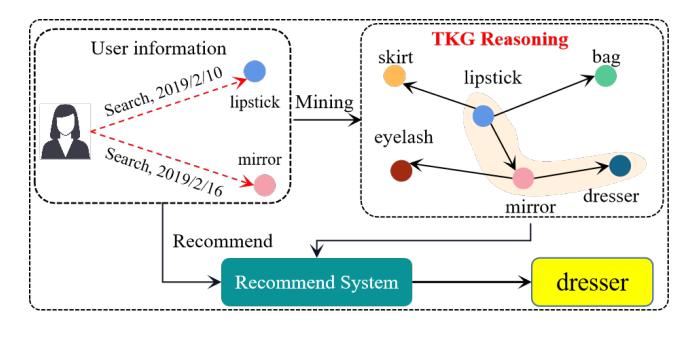 User information
Search, 2019/2/10
lipstick
mirror
Search, 2019/2/16
Mining
TKG Reasoning
skirt
bag
lipstick
eyelash
mirror
dresser
Recommend
Recommend System
dresser